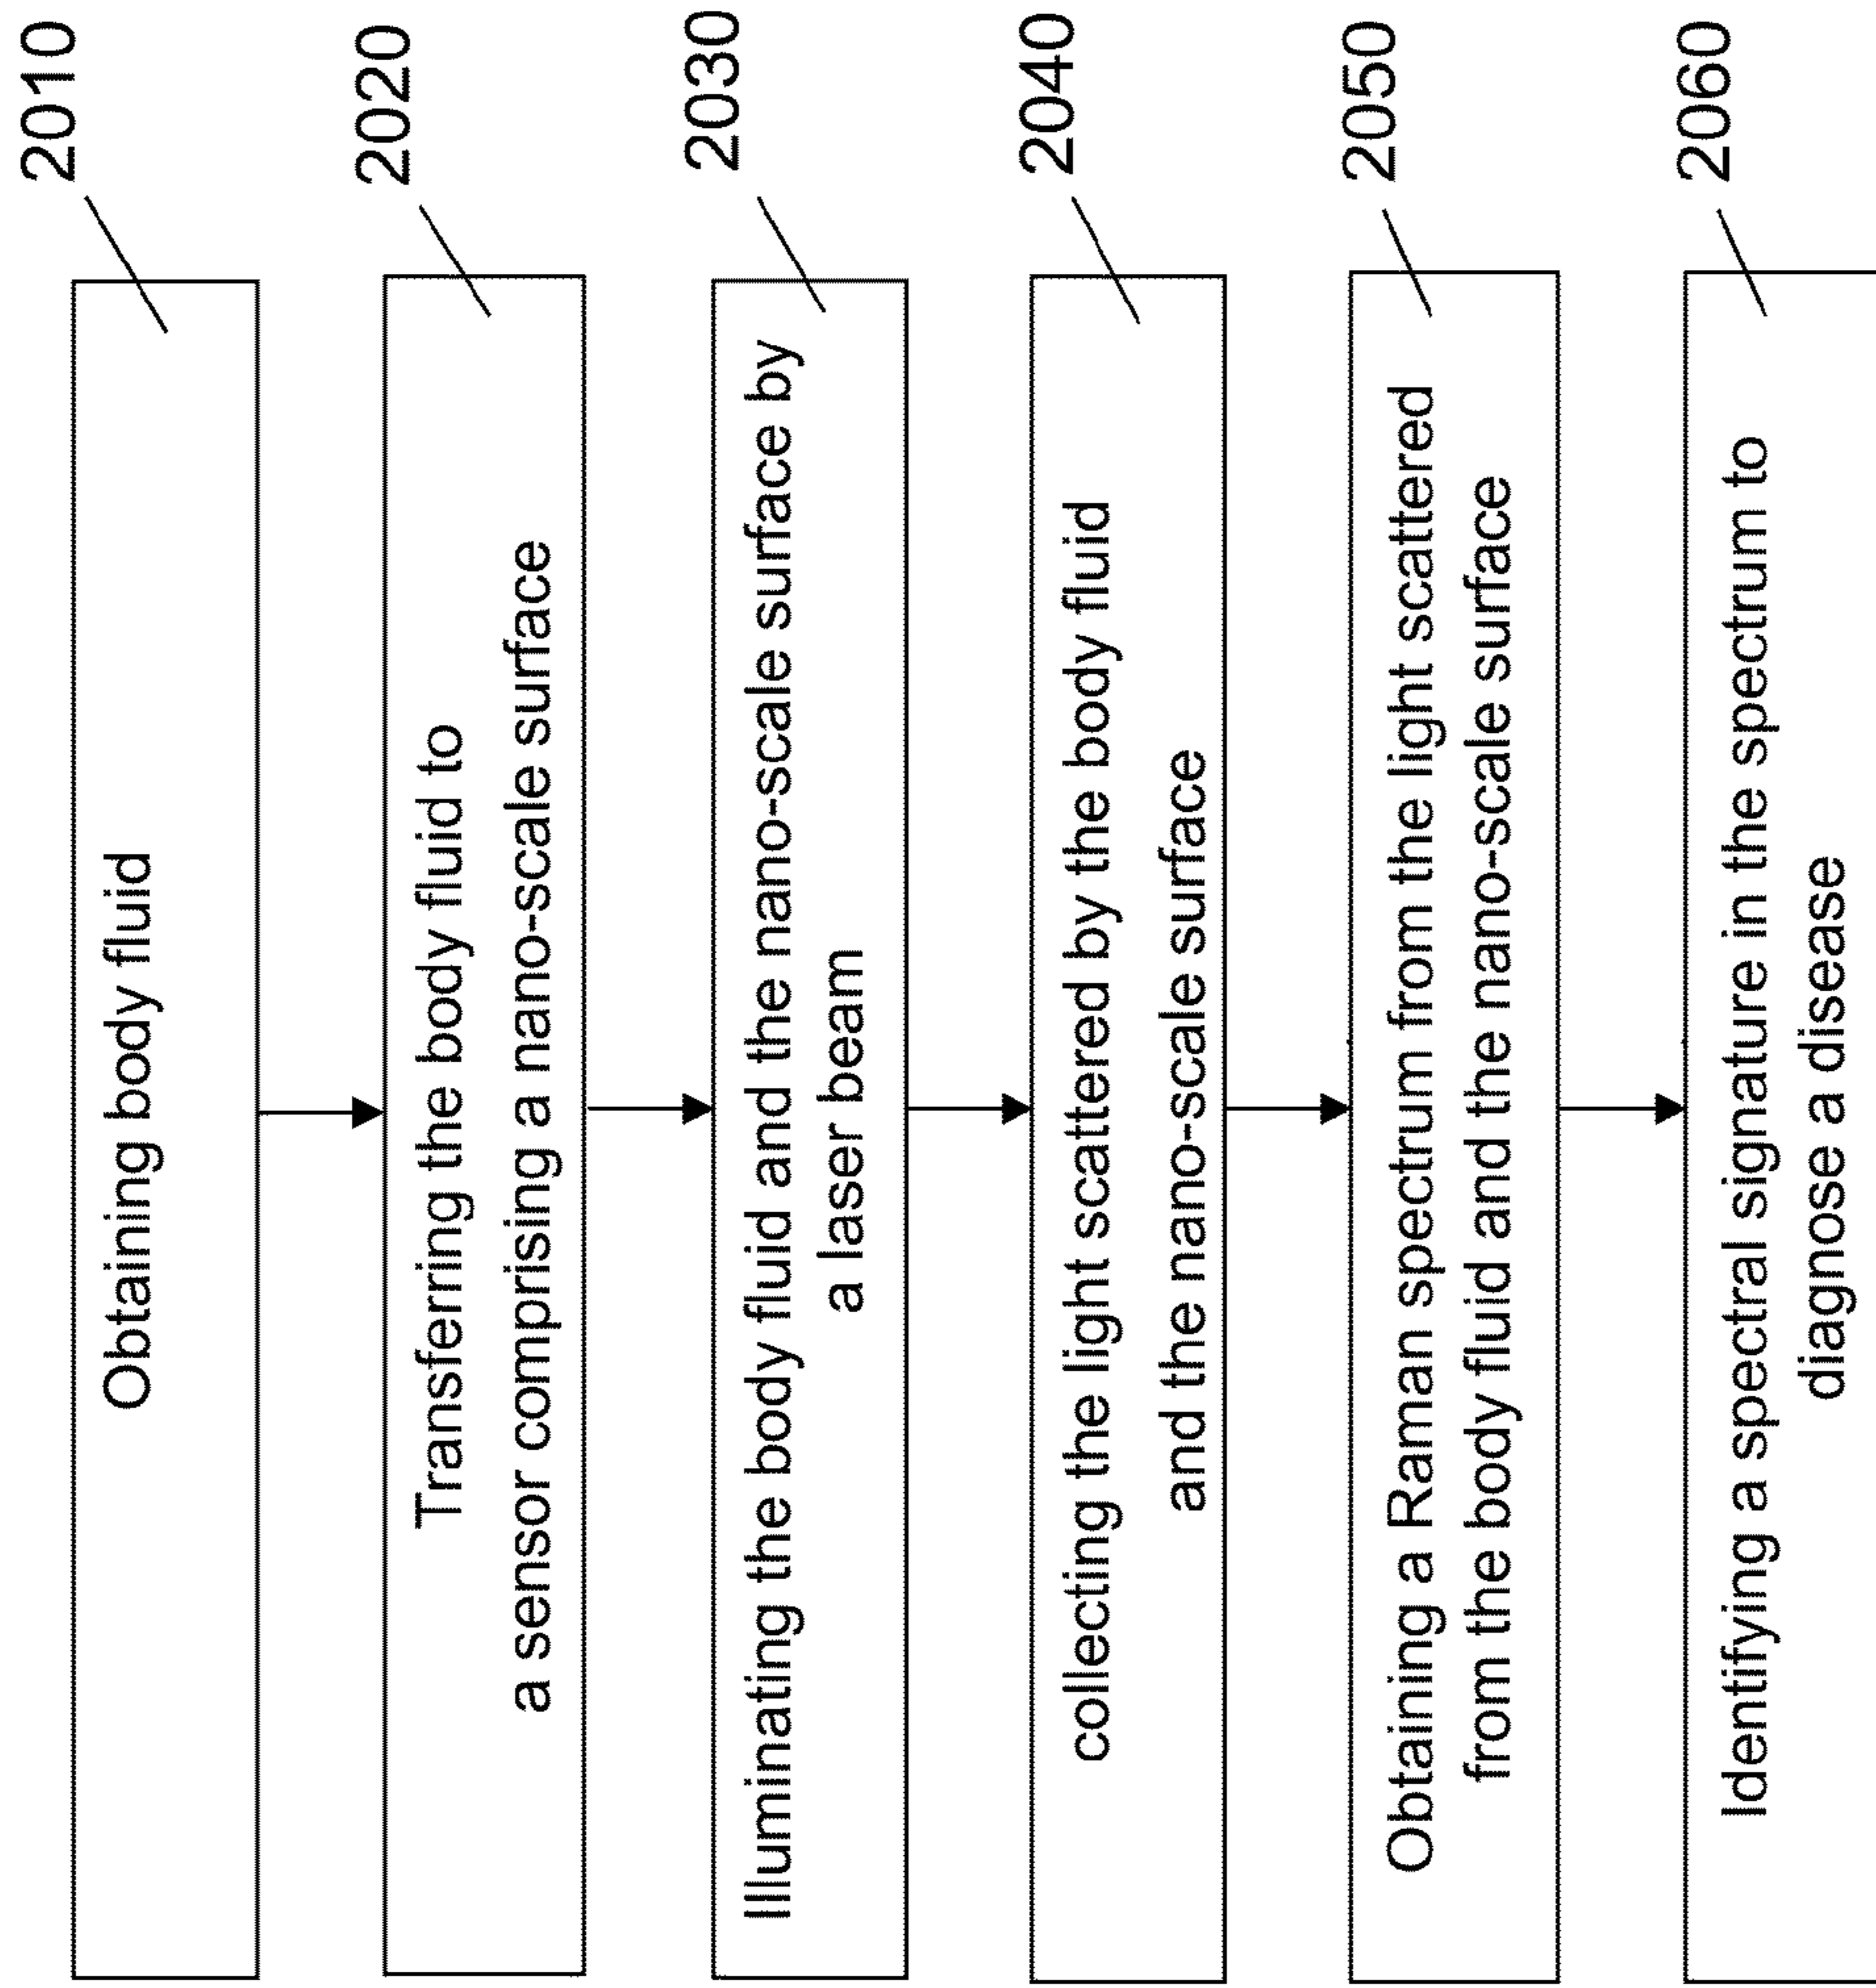 2010
Obtaining body fluid
2020
Transferring the body fluid to
a sensor comprising a nano-scale surface
2030
Illuminating the body fluid and the nano-scale surface by
a laser beam
2040
collecting the light scattered by the body fluid
and the nano-scale surface
2050
Obtaining a Raman spectrum from the light scattered
from the body fluid and the nano-scale surface
2060
Identifying a spectral signature in the spectrum to
diagnose a disease